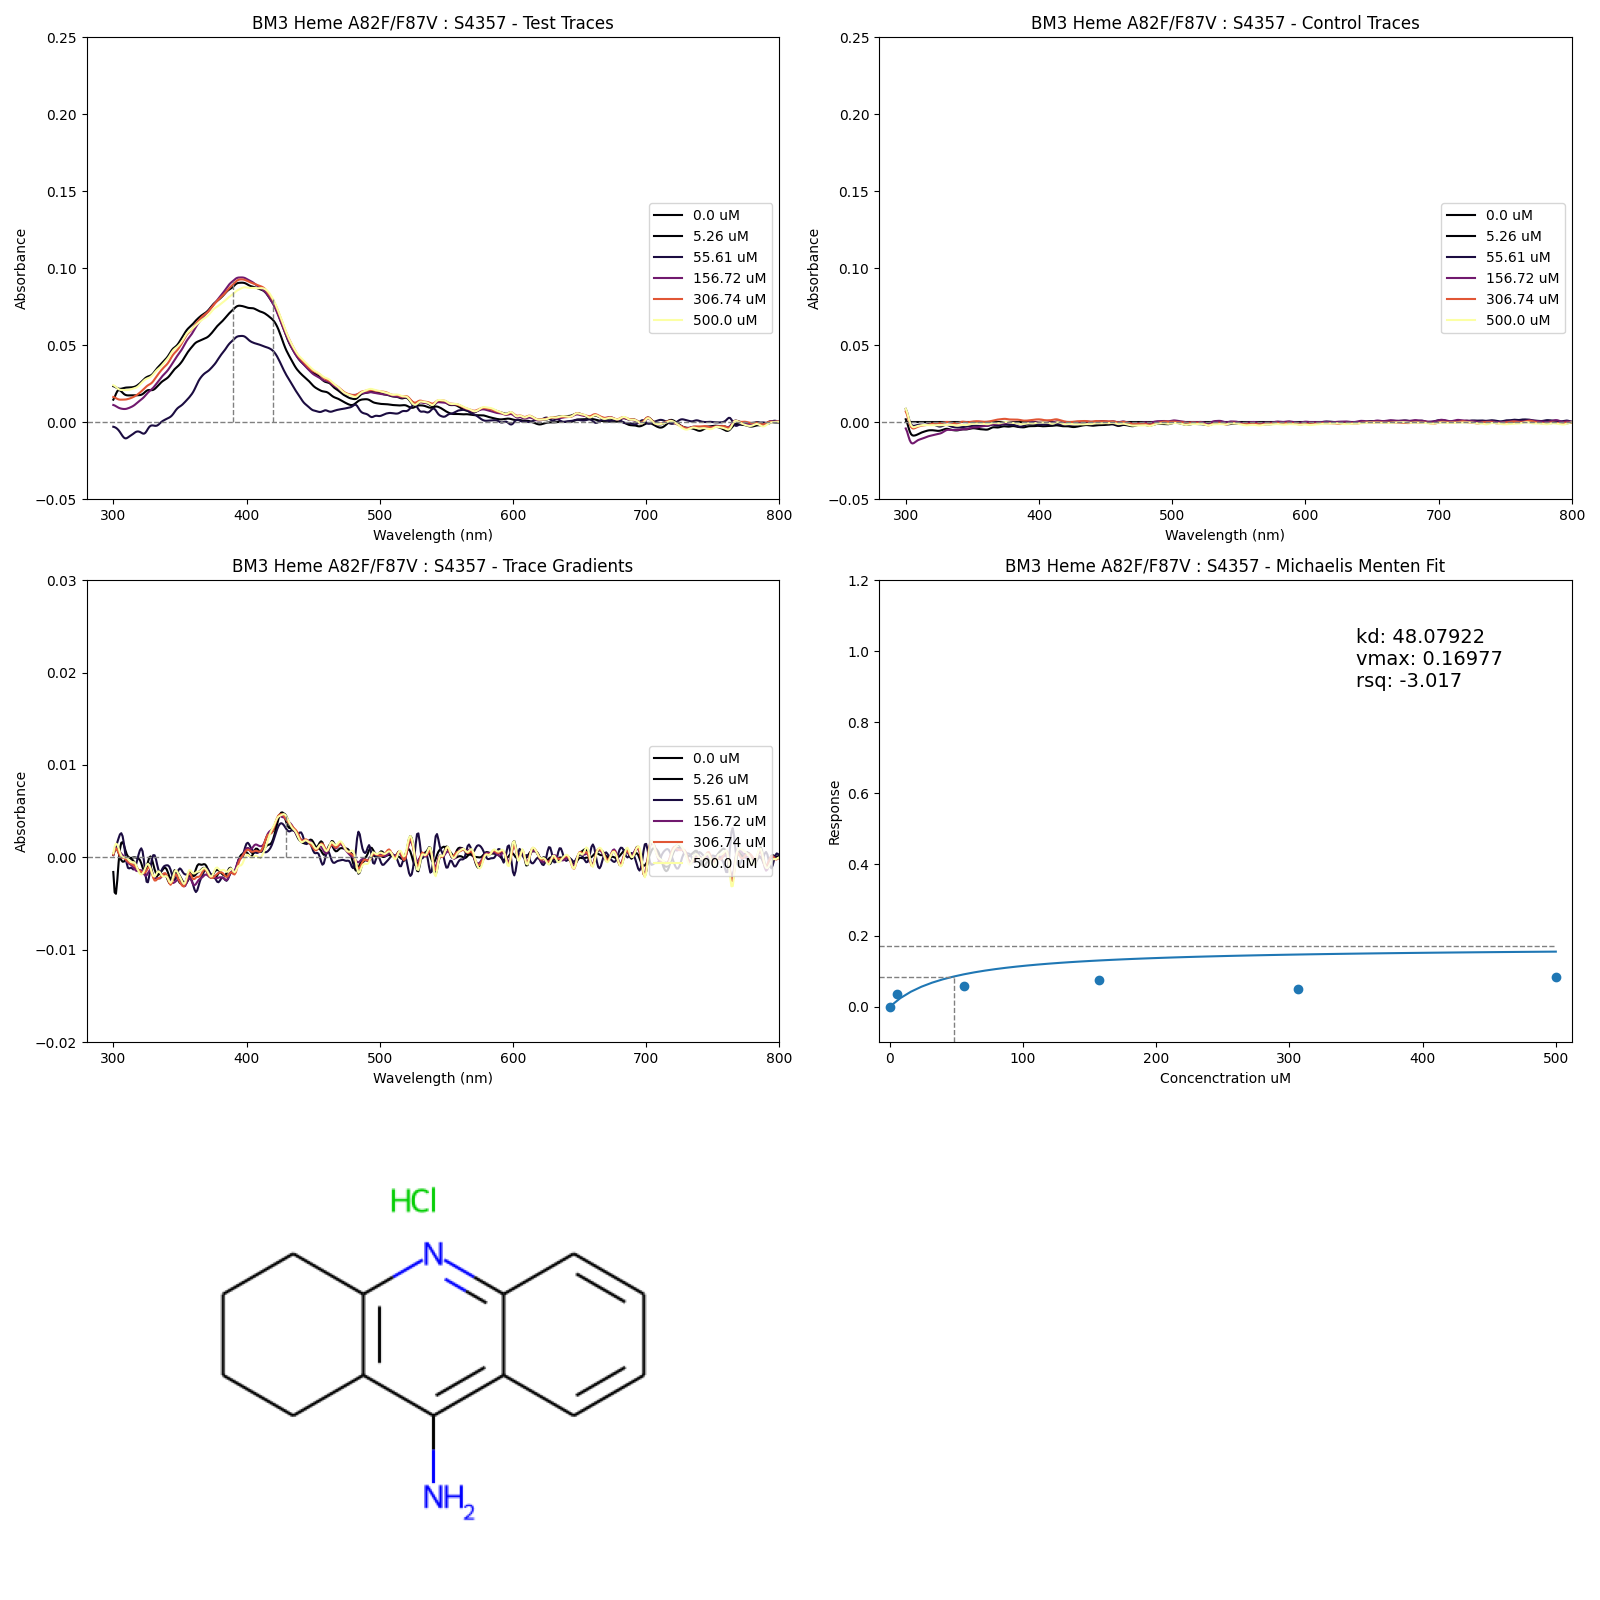 BM3 Heme A82F/F87V : S4357 - Test Traces
0.25
0.20
0.15
0.10
0.05
0.00
−0.05
Absorbance
300 400 500 600 700 800
Wavelength (nm)
0.0 uM
5.26 uM
55.61 uM
156.72 uM
306.74 uM
500.0 uM
BM3 Heme A82F/F87V : S4357 - Control Traces
0.25
0.20
0.15
0.10
0.05
0.00
−0.05
Absorbance
300 400 500 600 700 800
Wavelength (nm)
0.0 uM
5.26 uM
55.61 uM
156.72 uM
306.74 uM
500.0 uM
BM3 Heme A82F/F87V : S4357 - Trace Gradients
0.03
0.02
0.01
0.00
−0.01
−0.02
Absorbance
300 400 500 600 700 800
Wavelength (nm)
0.0 uM
5.26 uM
55.61 uM
156.72 uM
306.74 uM
500.0 uM
BM3 Heme A82F/F87V : S4357 - Michaelis Menten Fit
1.2
1.0
0.8
0.6
0.4
0.2
0.0
Response
0 100 200 300 400 500
Concenctration uM
kd: 48.07922
vmax: 0.16977
rsq: -3.017
HCl
N
NH2